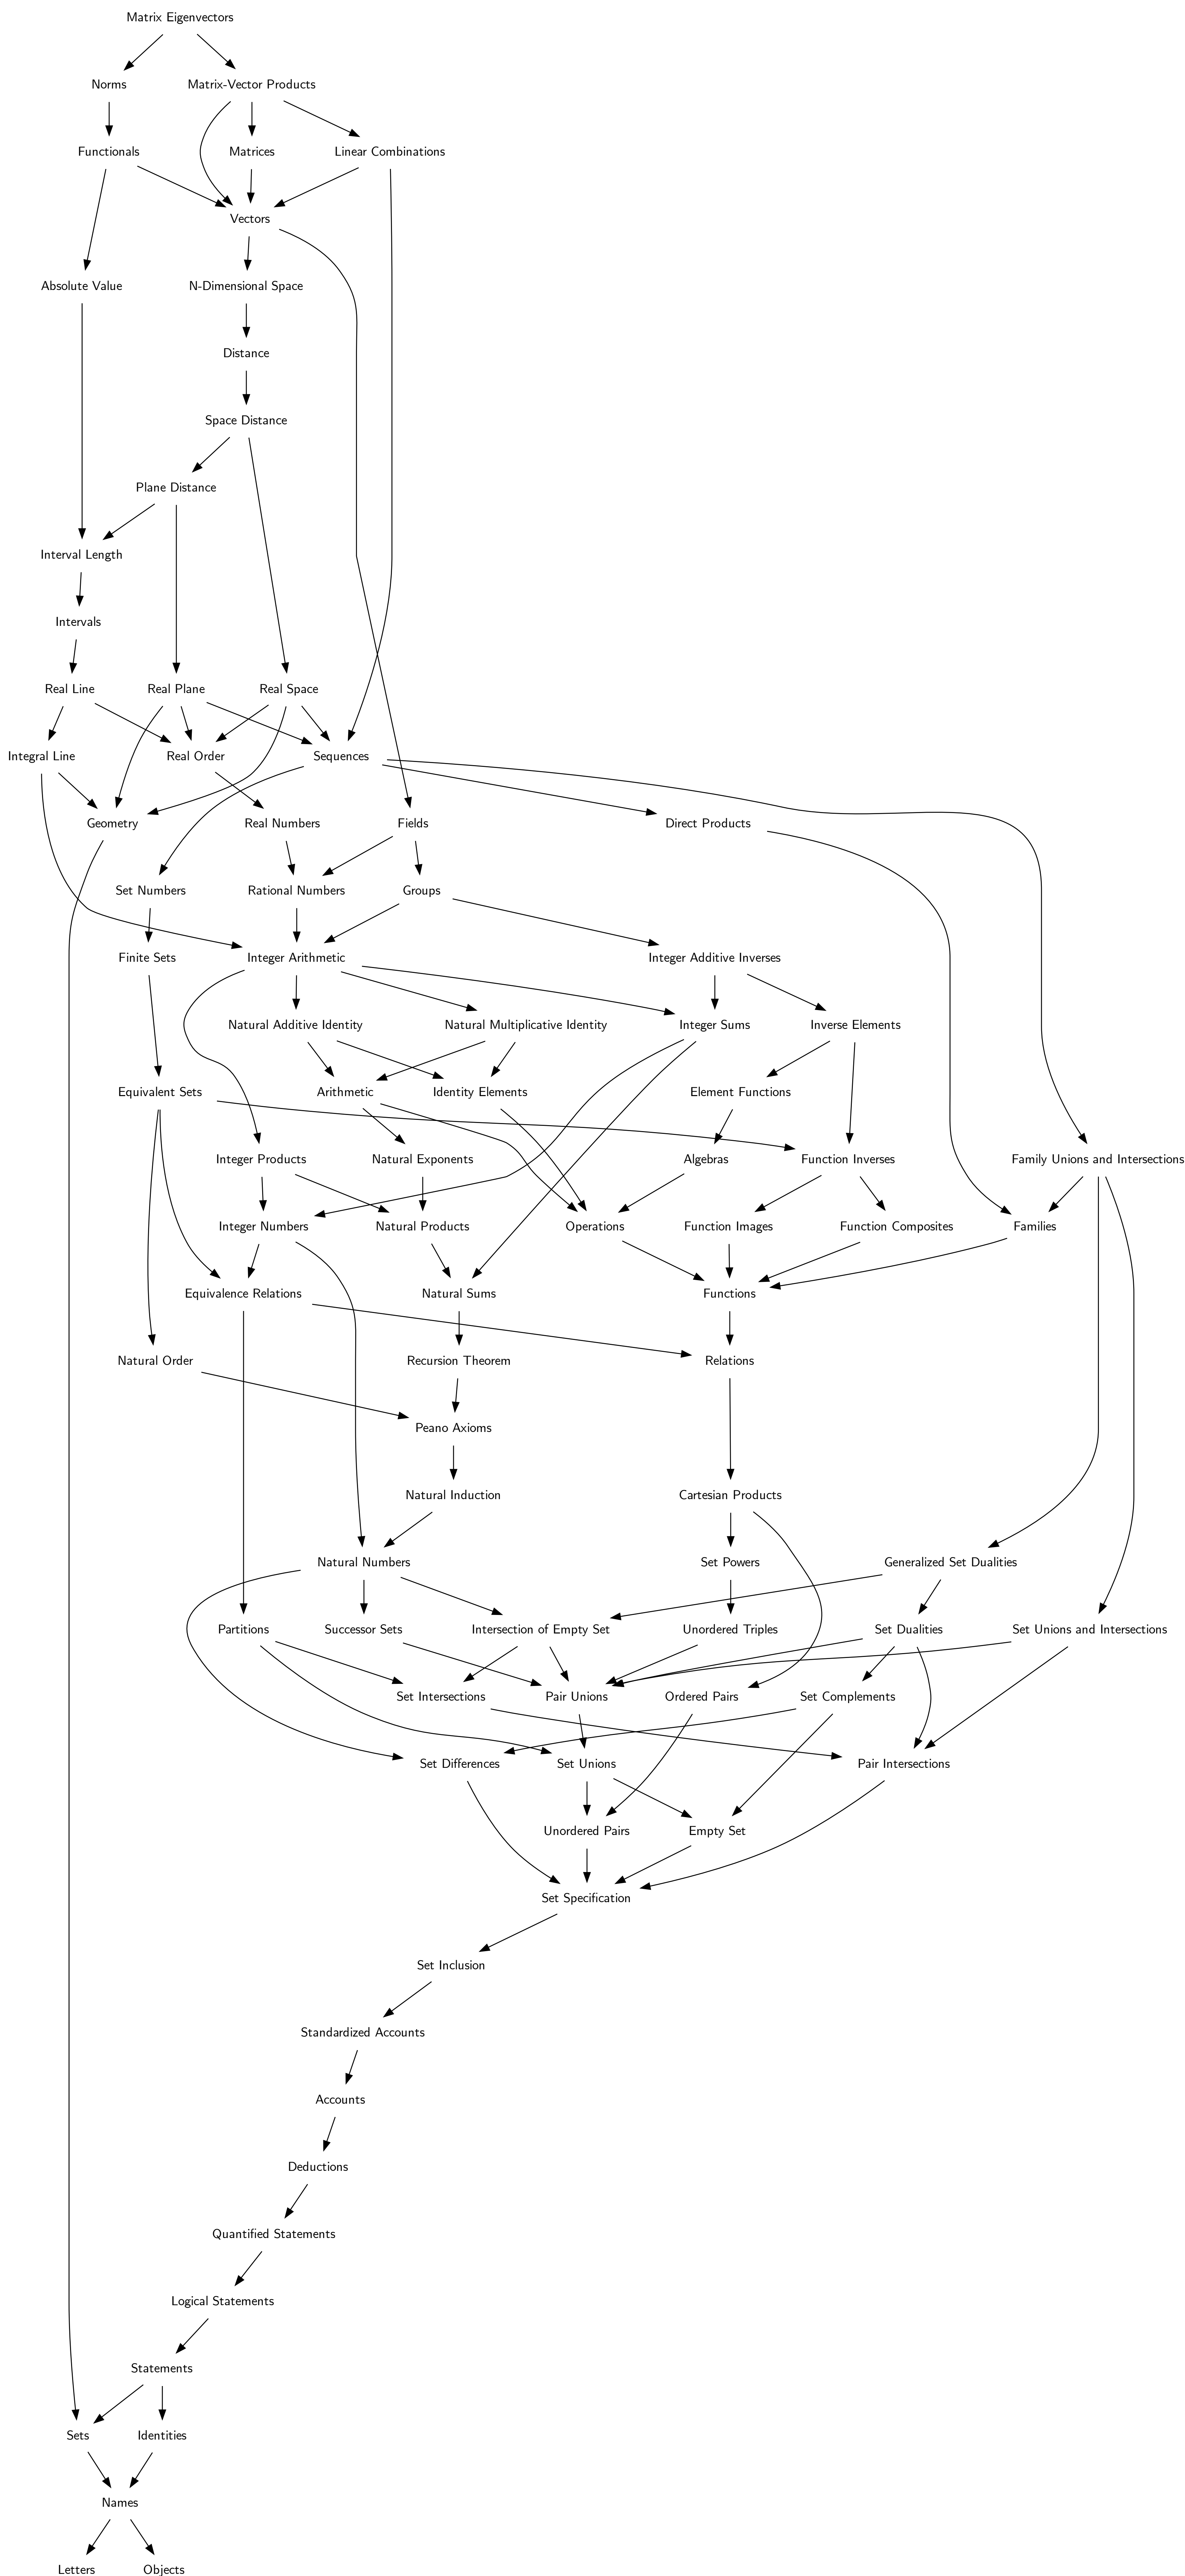 Matrix Eigenvectors
Norms
Matrix-Vector Products
Functionals
Matrices
Linear Combinations
Vectors
Absolute Value
N-Dimensional Space
Distance
Space Distance
Plane Distance
Interval Length
Intervals
Real Line
Real Plane
Real Space
Integral Line
Real Order
Sequences
Geometry
Real Numbers
Fields
Direct Products
Set Numbers
Rational Numbers
Groups
Finite Sets
Integer Arithmetic
Integer Additive Inverses
Natural Additive Identity
Natural Multiplicative Identity
Integer Sums
Inverse Elements
Equivalent Sets
Arithmetic
Identity Elements
Element Functions
Integer Products
Natural Exponents
Algebras
Function Inverses
Family Unions and Intersections
Integer Numbers
Natural Products
Operations
Function Images
Function Composites
Families
Equivalence Relations
Natural Sums
Functions
Natural Order
Recursion Theorem
Relations
Peano Axioms
Natural Induction
Cartesian Products
Natural Numbers
Set Powers
Generalized Set Dualities
Partitions
Successor Sets
Intersection of Empty Set
Unordered Triples
Set Dualities
Set Unions and Intersections
Set Intersections
Pair Unions
Ordered Pairs
Set Complements
Set Differences
Set Unions
Pair Intersections
Unordered Pairs
Empty Set
Set Specification
Set Inclusion
Standardized Accounts
Accounts
Deductions
Quantified Statements
Logical Statements
Statements
Sets
Identities
Names
Letters
Objects